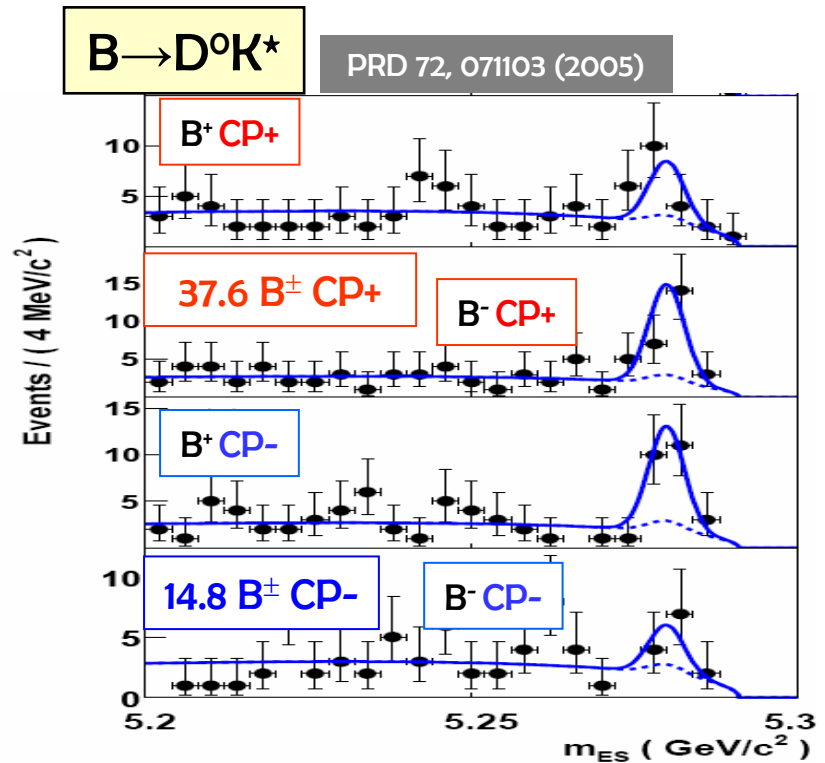 B→D⁰K*
PRD 72, 071103 (2005)
B⁺ CP+
10
5
37.6 B± CP+
B⁻ CP+
15
10
5
B⁺ CP-
15
10
5
14.8 B± CP-
B⁻ CP-
10
5
0
5.2
5.25
5.3
m_ES ( GeV/c² )
Events / ( 4 MeV/c² )